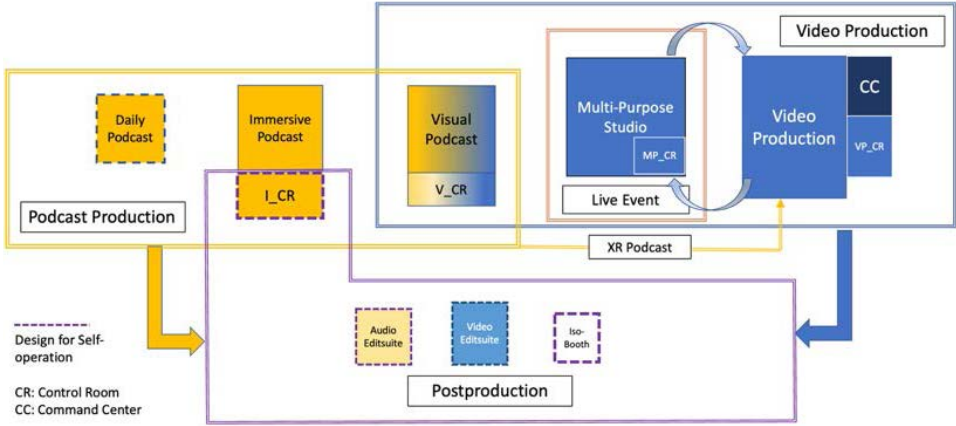 Video Production
Daily
Podcast
Immersive
Podcast
Visual
Podcast
Multi-Purpose
Studio
MP_CR
Video
Production
CC
VP_CR
I_CR
V_CR
Live Event
Podcast Production
XR Podcast
Audio
Editsuite
Video
Editsuite
Iso-
Booth
Postproduction
Design for Self-
operation
CR: Control Room
CC: Command Center